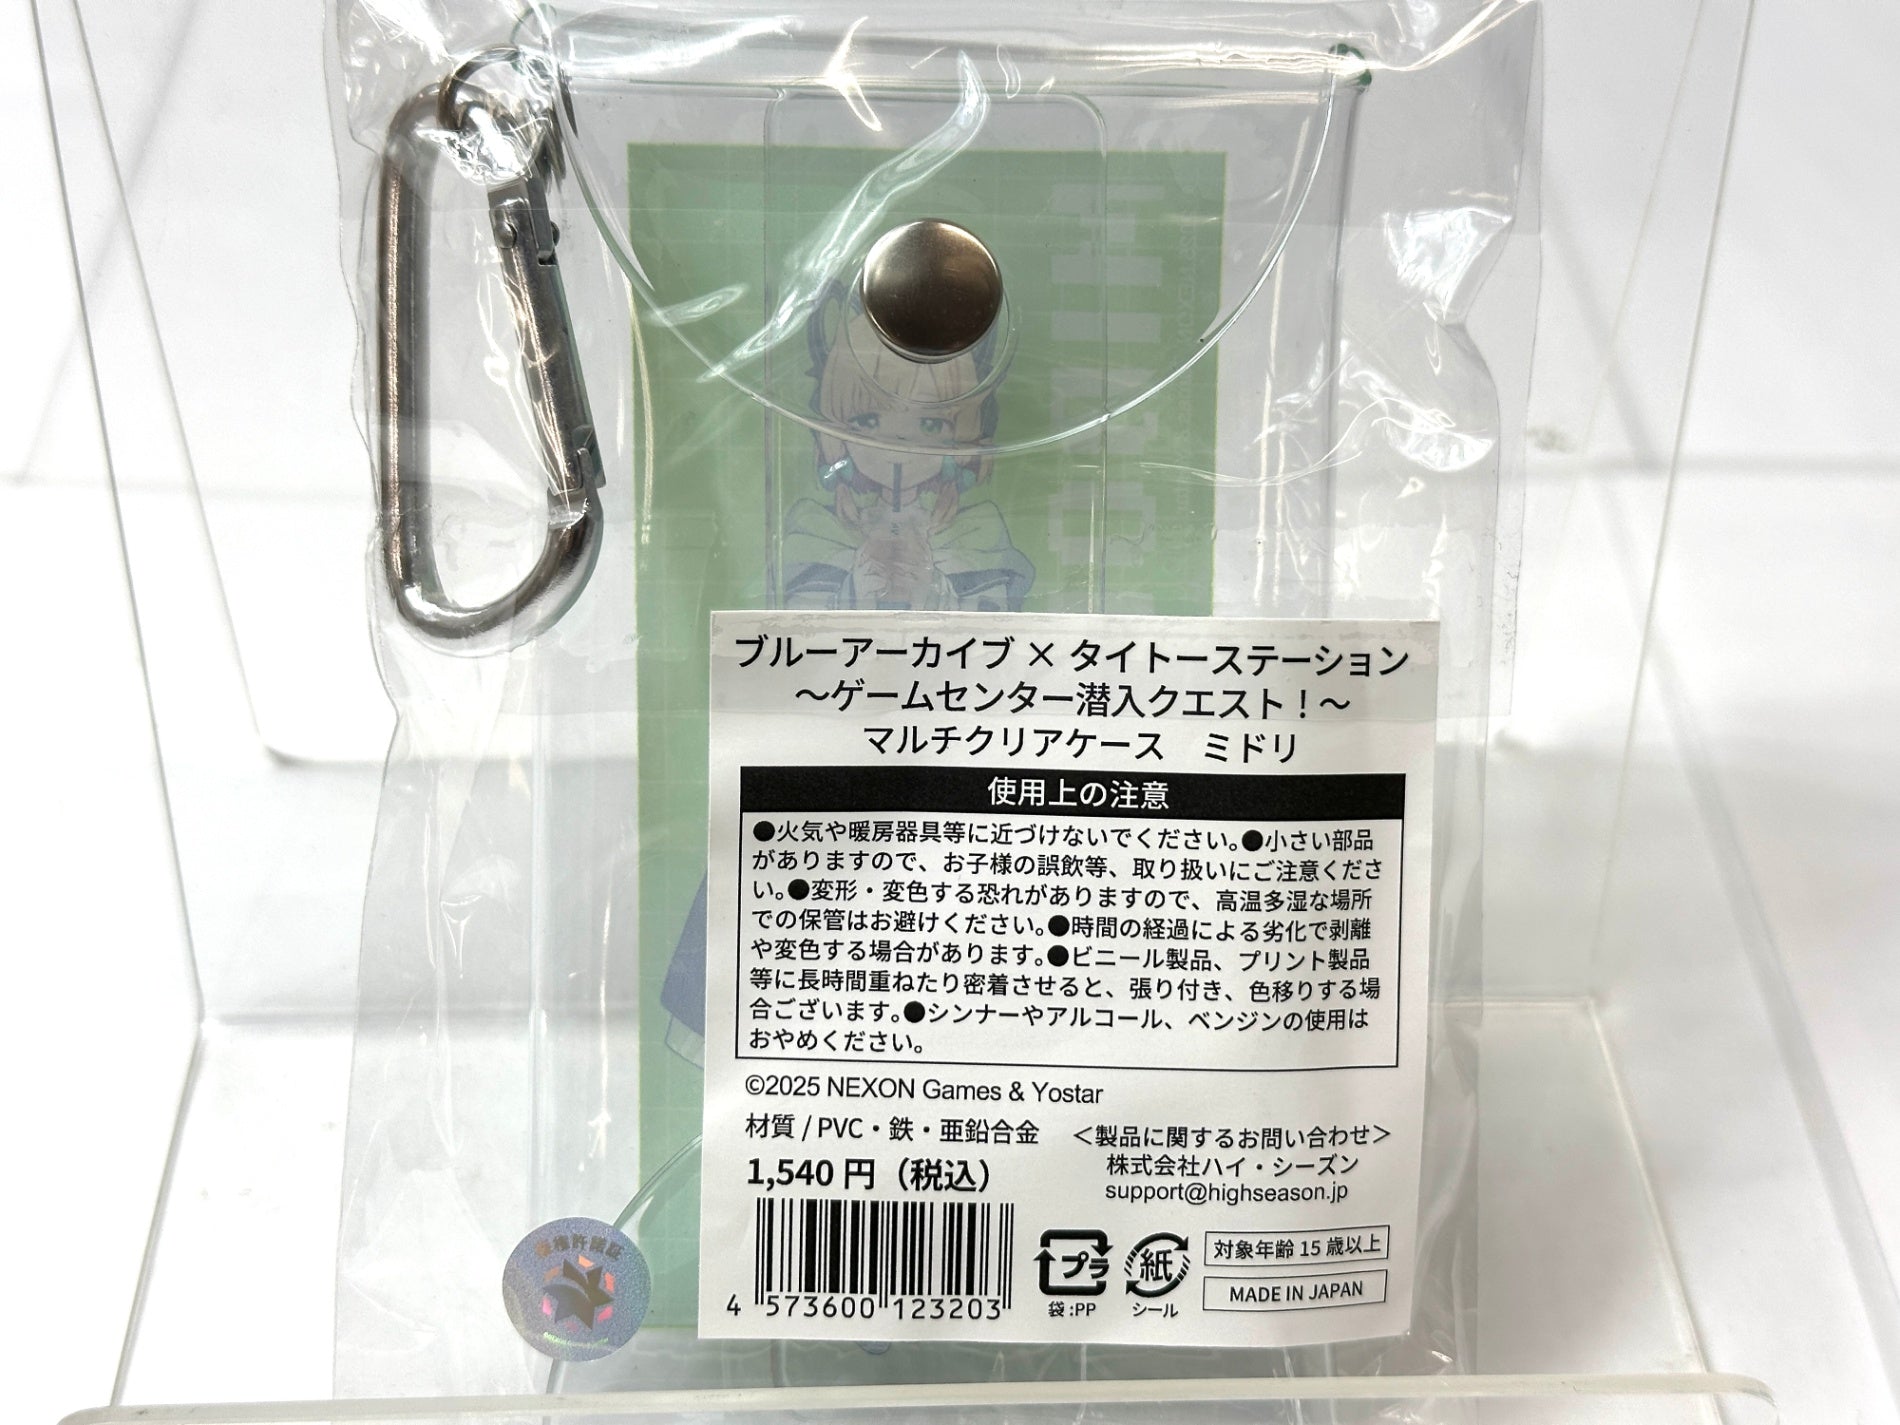 ブルーアーカイブ × タイトーステーション
～ゲームセンター潜入クエスト！～
マルチクリアケース　ミドリ
使用上の注意
●火気や暖房器具等に近づけないでください。●小さい部品
がありますので、お子様の誤飲等、取り扱いにご注意くださ
い。●変形・変色する恐れがありますので、高温多湿な場所
での保管はお避けください。●時間の経過による劣化で剥離
や変色する場合があります。●ビニール製品、プリント製品
等に長時間重ねたり密着させると、張り付き、色移りする場
合ございます。●シンナーやアルコール、ベンジンの使用は
おやめください。
©2025 NEXON Games & Yostar
材質 / PVC・鉄・亜鉛合金
1,540 円（税込）
＜製品に関するお問い合わせ＞
株式会社ハイ・シーズン
support@highseason.jp
4 573600 123203
プラ
袋:PP
紙
シール
対象年齢 15 歳以上
MADE IN JAPAN